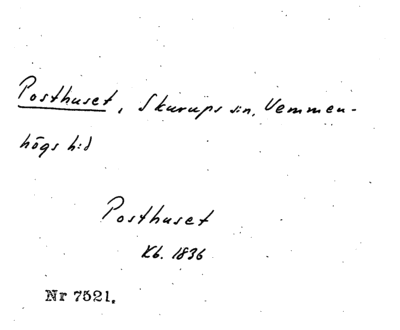 Posthuset, Skurups sn, Vemmen-
högs h:d
Posthuset
Kb. 1836
Nr 7521.